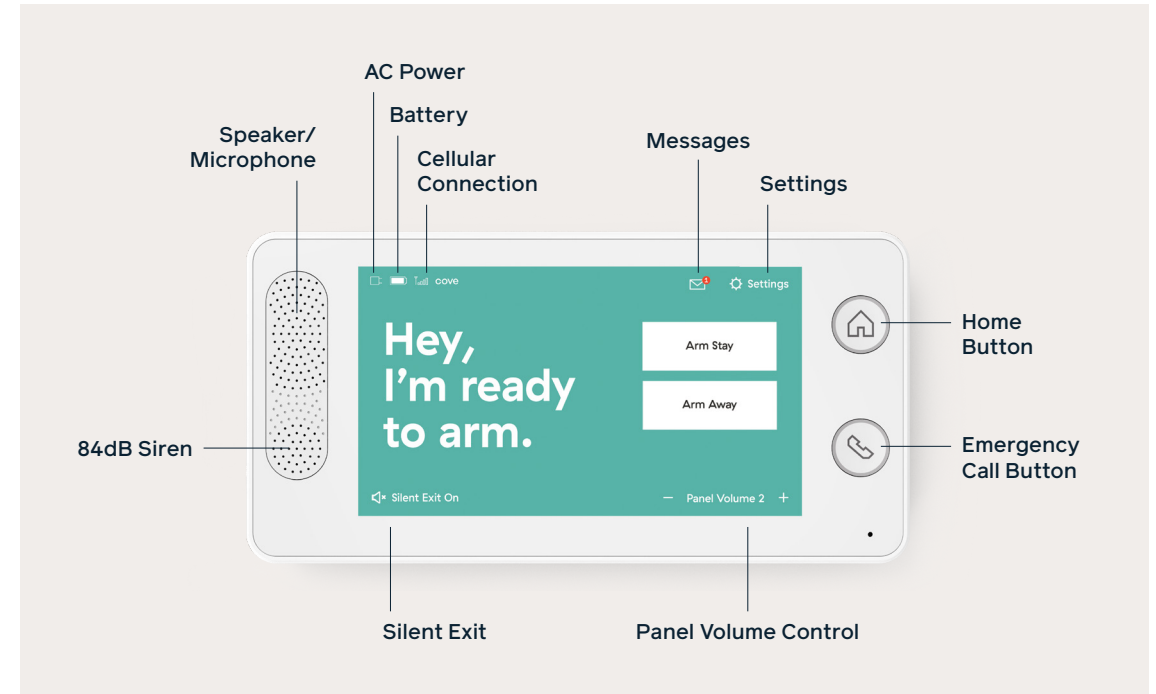 AC Power
Battery
Speaker/
Microphone
Cellular
Connection
Messages
Settings
cove
1
Settings
Hey,
I'm ready
to arm.
Arm Stay
Arm Away
Home
Button
84dB Siren
Emergency
Call Button
Silent Exit On
− Panel Volume 2 +
Silent Exit
Panel Volume Control